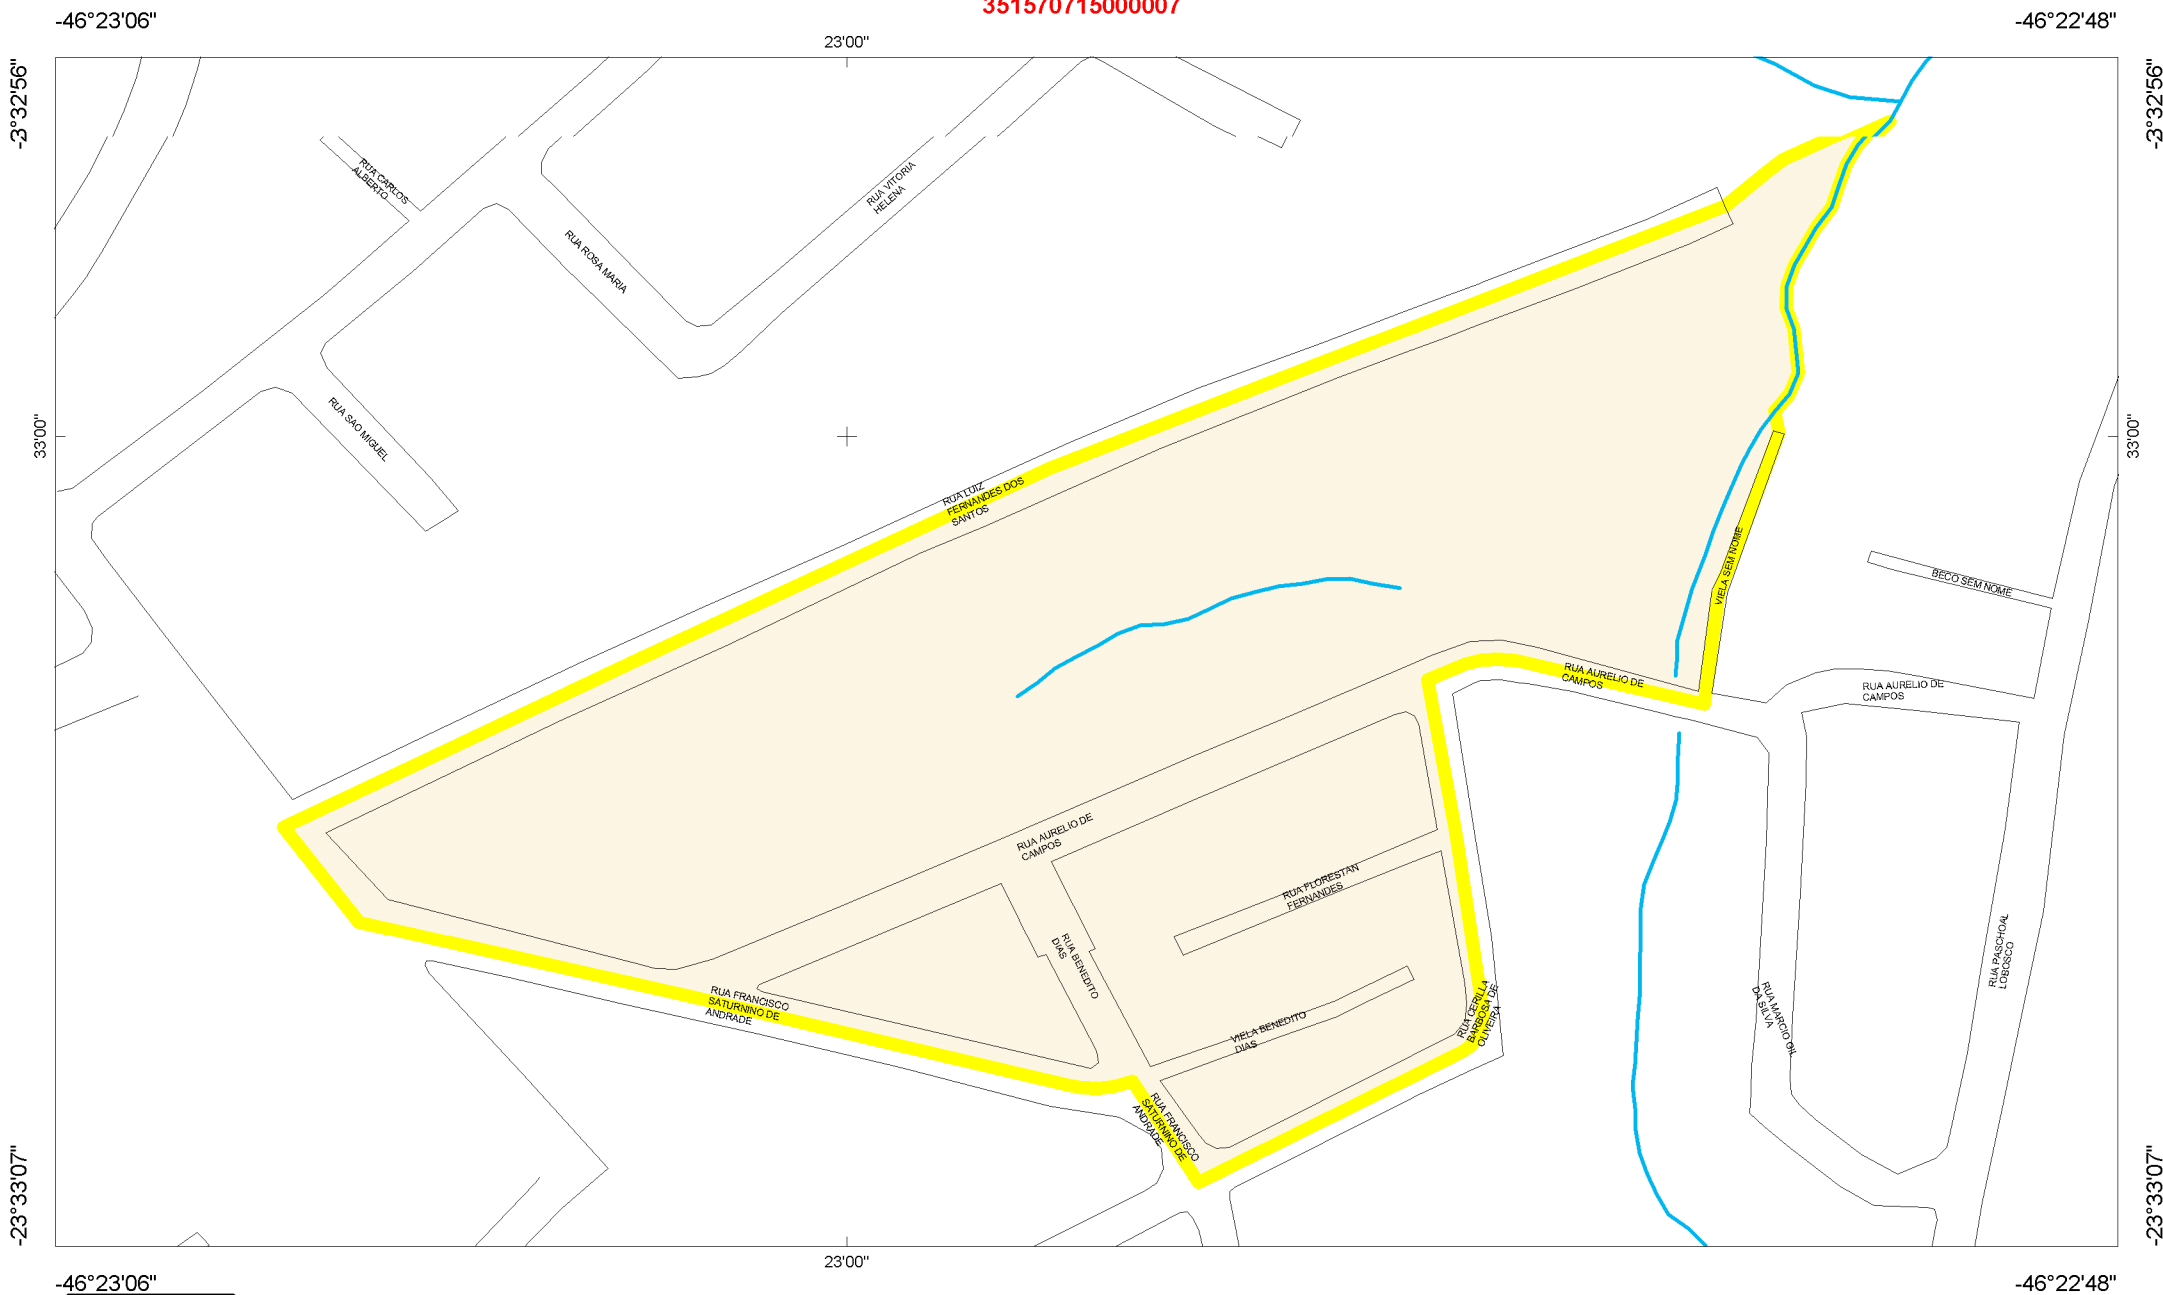 351570715000007
-46°23'06"
-46°22'48"
23'00"
-23°32'56"
-23°32'56"
RUA CARLOS
ALBERTO
RUA VITORIA
HELENA
RUA ROSA MARIA
RUA SAO MIGUEL
33'00"
33'00"
RUA LUIZ
FERNANDES DOS
SANTOS
VIELA SEM NOME
BECO SEM NOME
RUA AURELIO DE
CAMPOS
RUA AURELIO DE
CAMPOS
RUA AURELIO DE
CAMPOS
RUA FLORESTAN
FERNANDES
RUA BENEDITO
DIAS
RUA PASCHOAL
LOBOSCO
RUA FRANCISCO
SATURNINO DE
ANDRADE
RUA CERILLA
BARBOSA DE
OLIVEIRA
RUA MARCIO GIL
DA SILVA
VIELA BENEDITO
DIAS
RUA FRANCISCO
SATURNINO DE
ANDRADE
-23°33'07"
-23°33'07"
23'00"
-46°23'06"
-46°22'48"